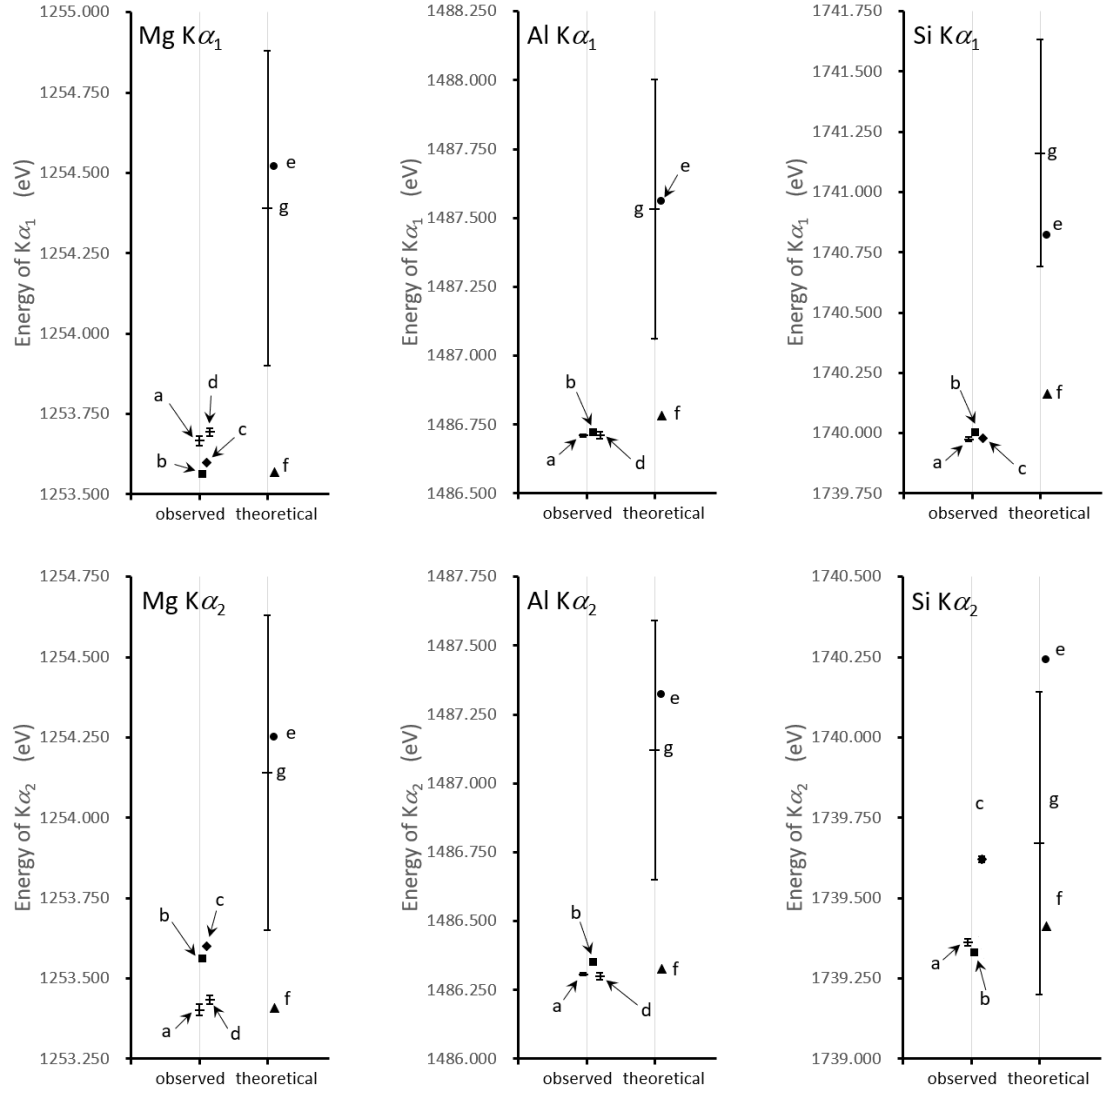 Mg Kα1
Energy of Kα1 (eV)
1255.000
1254.750
1254.500
1254.250
1254.000
1253.750
1253.500
e
g
a
d
c
b
f
observed theoretical
Al Kα1
Energy of Kα1 (eV)
1488.250
1488.000
1487.750
1487.500
1487.250
1487.000
1486.750
1486.500
e
g
b
f
a
d
observed theoretical
Si Kα1
Energy of Kα1 (eV)
1741.750
1741.500
1741.250
1741.000
1740.750
1740.500
1740.250
1740.000
1739.750
g
e
b
f
a
c
observed theoretical
Mg Kα2
Energy of Kα2 (eV)
1254.750
1254.500
1254.250
1254.000
1253.750
1253.500
1253.250
e
g
b
c
f
a
d
observed theoretical
Al Kα2
Energy of Kα2 (eV)
1487.750
1487.500
1487.250
1487.000
1486.750
1486.500
1486.250
1486.000
e
g
b
f
a
d
observed theoretical
Si Kα2
Energy of Kα2 (eV)
1740.500
1740.250
1740.000
1739.750
1739.500
1739.250
1739.000
e
c
g
f
a
b
observed theoretical